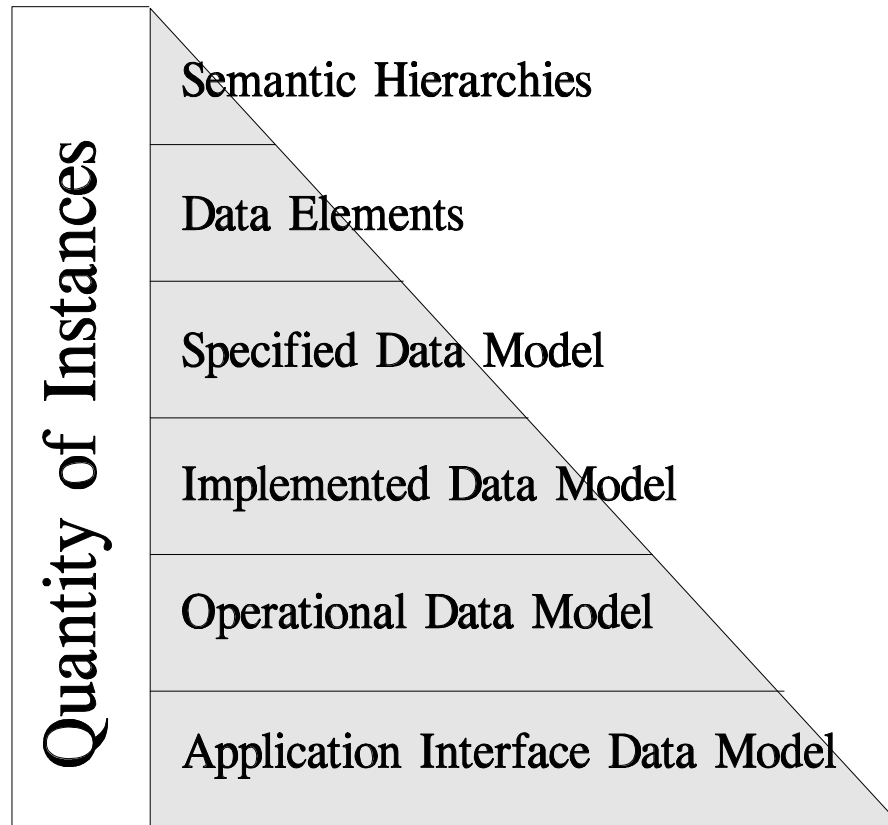 Quantity of Instances
Semantic Hierarchies
Data Elements
Specified Data Model
Implemented Data Model
Operational Data Model
Application Interface Data Model